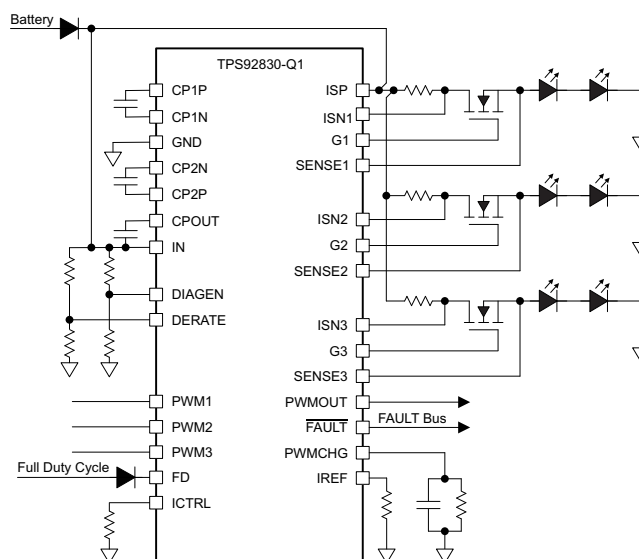 Battery
TPS92830-Q1
CP1P
CP1N
GND
CP2N
CP2P
CPOUT
IN
DIAGEN
DERATE
PWM1
PWM2
PWM3
Full Duty Cycle
FD
ICTRL
ISP
ISN1
G1
SENSE1
ISN2
G2
SENSE2
ISN3
G3
SENSE3
PWMOUT
FAULT
FAULT Bus
PWMCHG
IREF